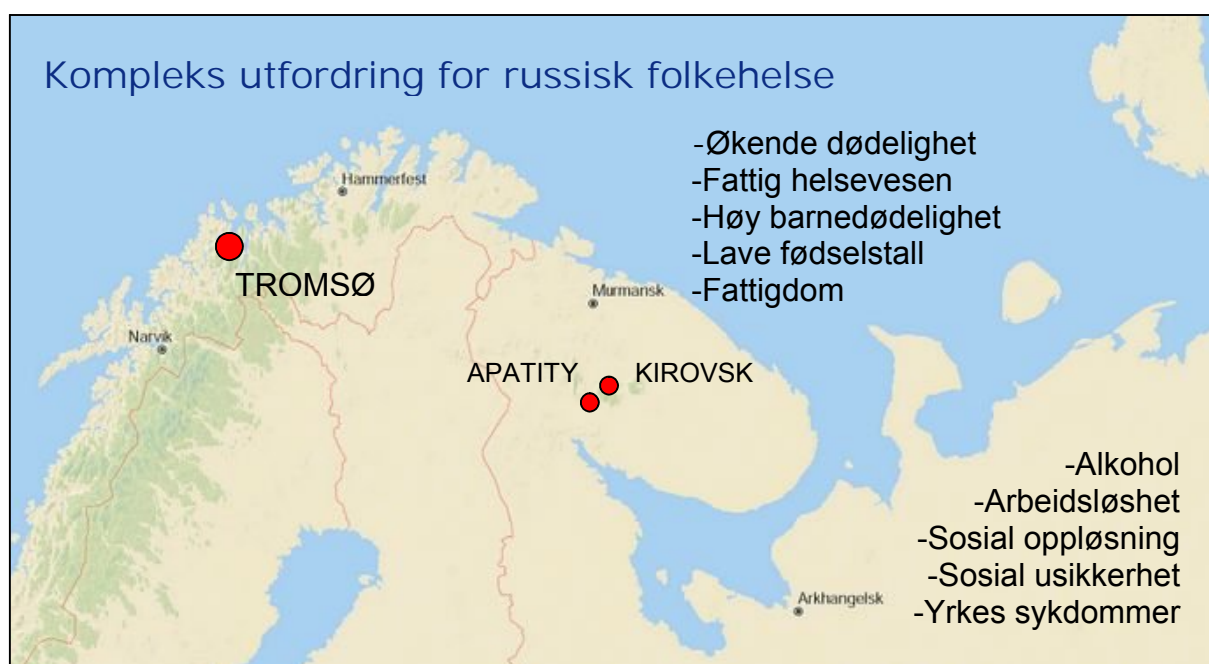 Kompleks utfordring for russisk folkehelse
-Økende dødelighet
-Fattig helsevesen
-Høy barnedødelighet
-Lave fødselstall
-Fattigdom
Hammerfest
TROMSØ
Murmansk
Narvik
APATITY
KIROVSK
-Alkohol
-Arbeidsløshet
-Sosial oppløsning
-Sosial usikkerhet
-Yrkes sykdommer
Arkhangelsk